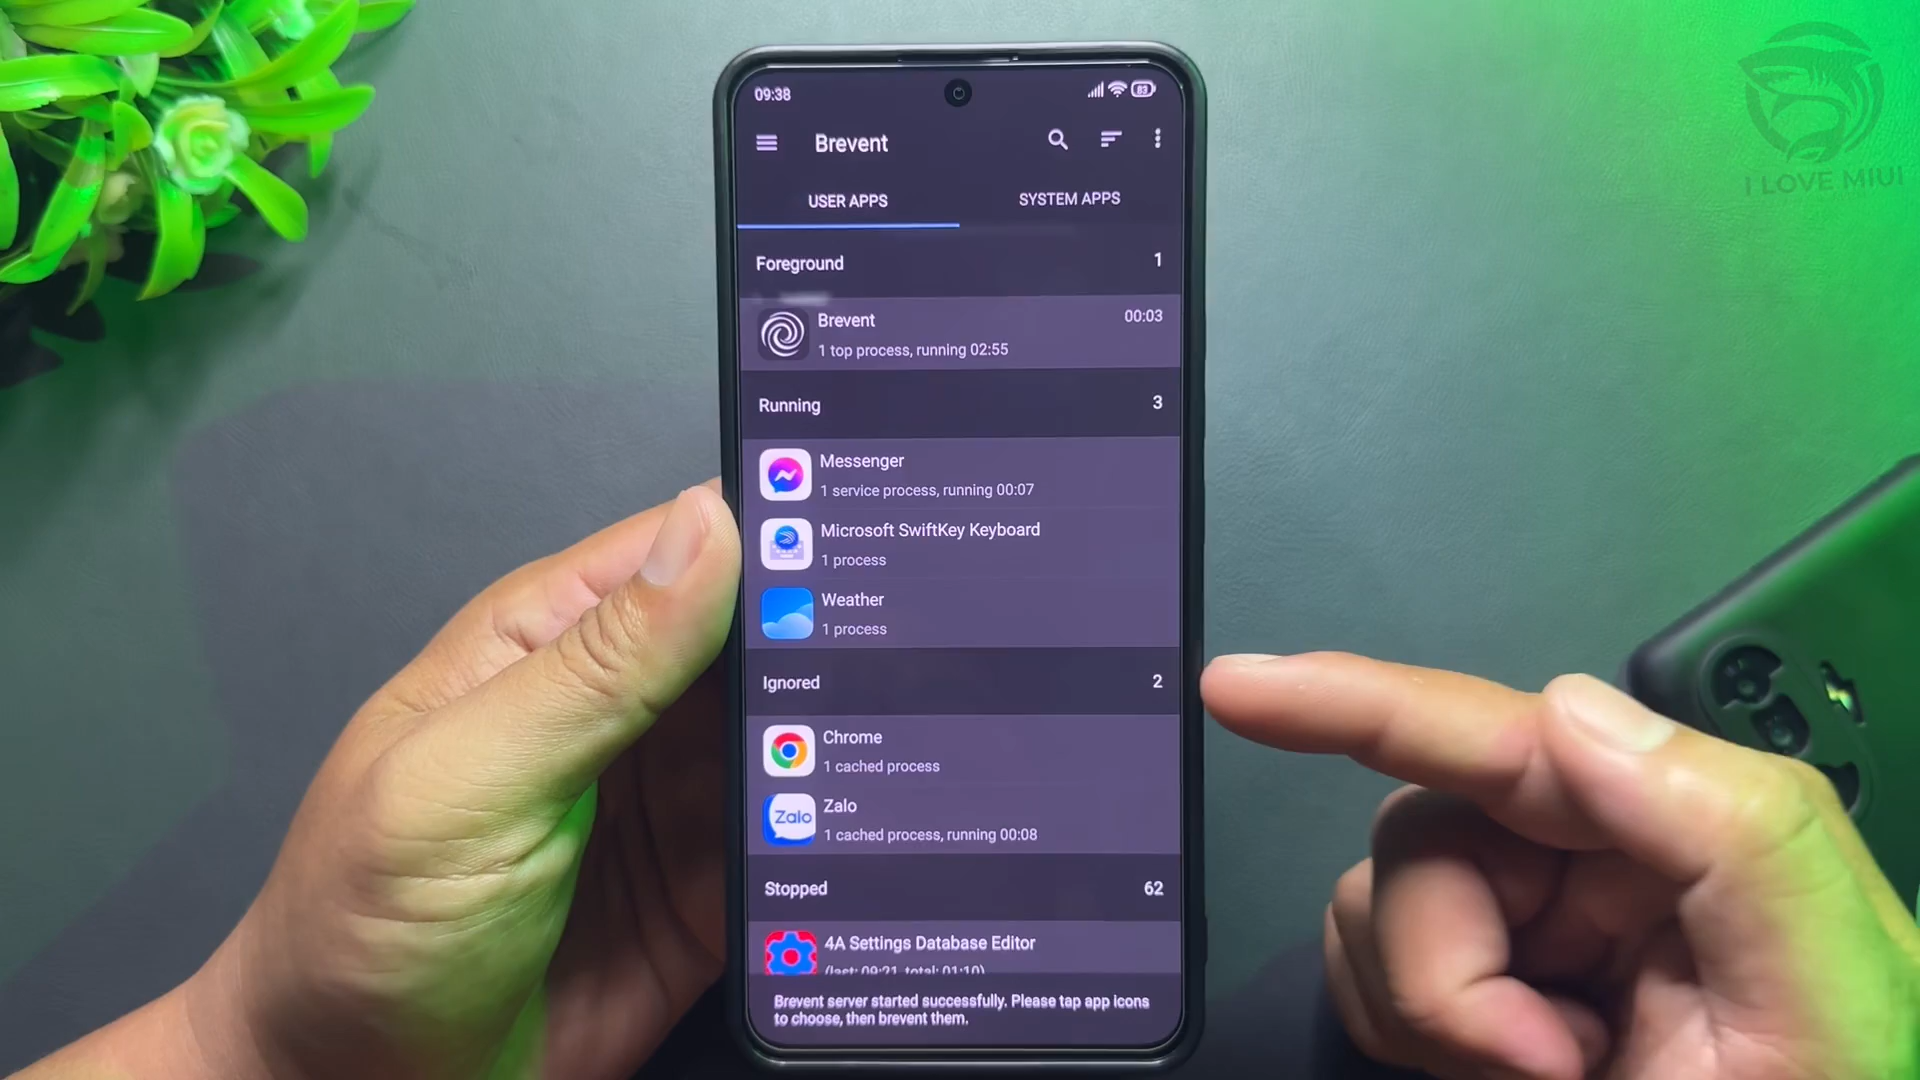 I LOVE MIUI
09:38
83
Brevent
USER APPS
SYSTEM APPS
Foreground
1
Brevent
00:03
1 top process, running 02:55
Running
3
Messenger
1 service process, running 00:07
Microsoft SwiftKey Keyboard
1 process
Weather
1 process
Ignored
2
Chrome
1 cached process
Zalo
Zalo
1 cached process, running 00:08
Stopped
62
4A Settings Database Editor
(last: 09:21, total: 01:10)
Brevent server started successfully. Please tap app icons
to choose, then brevent them.